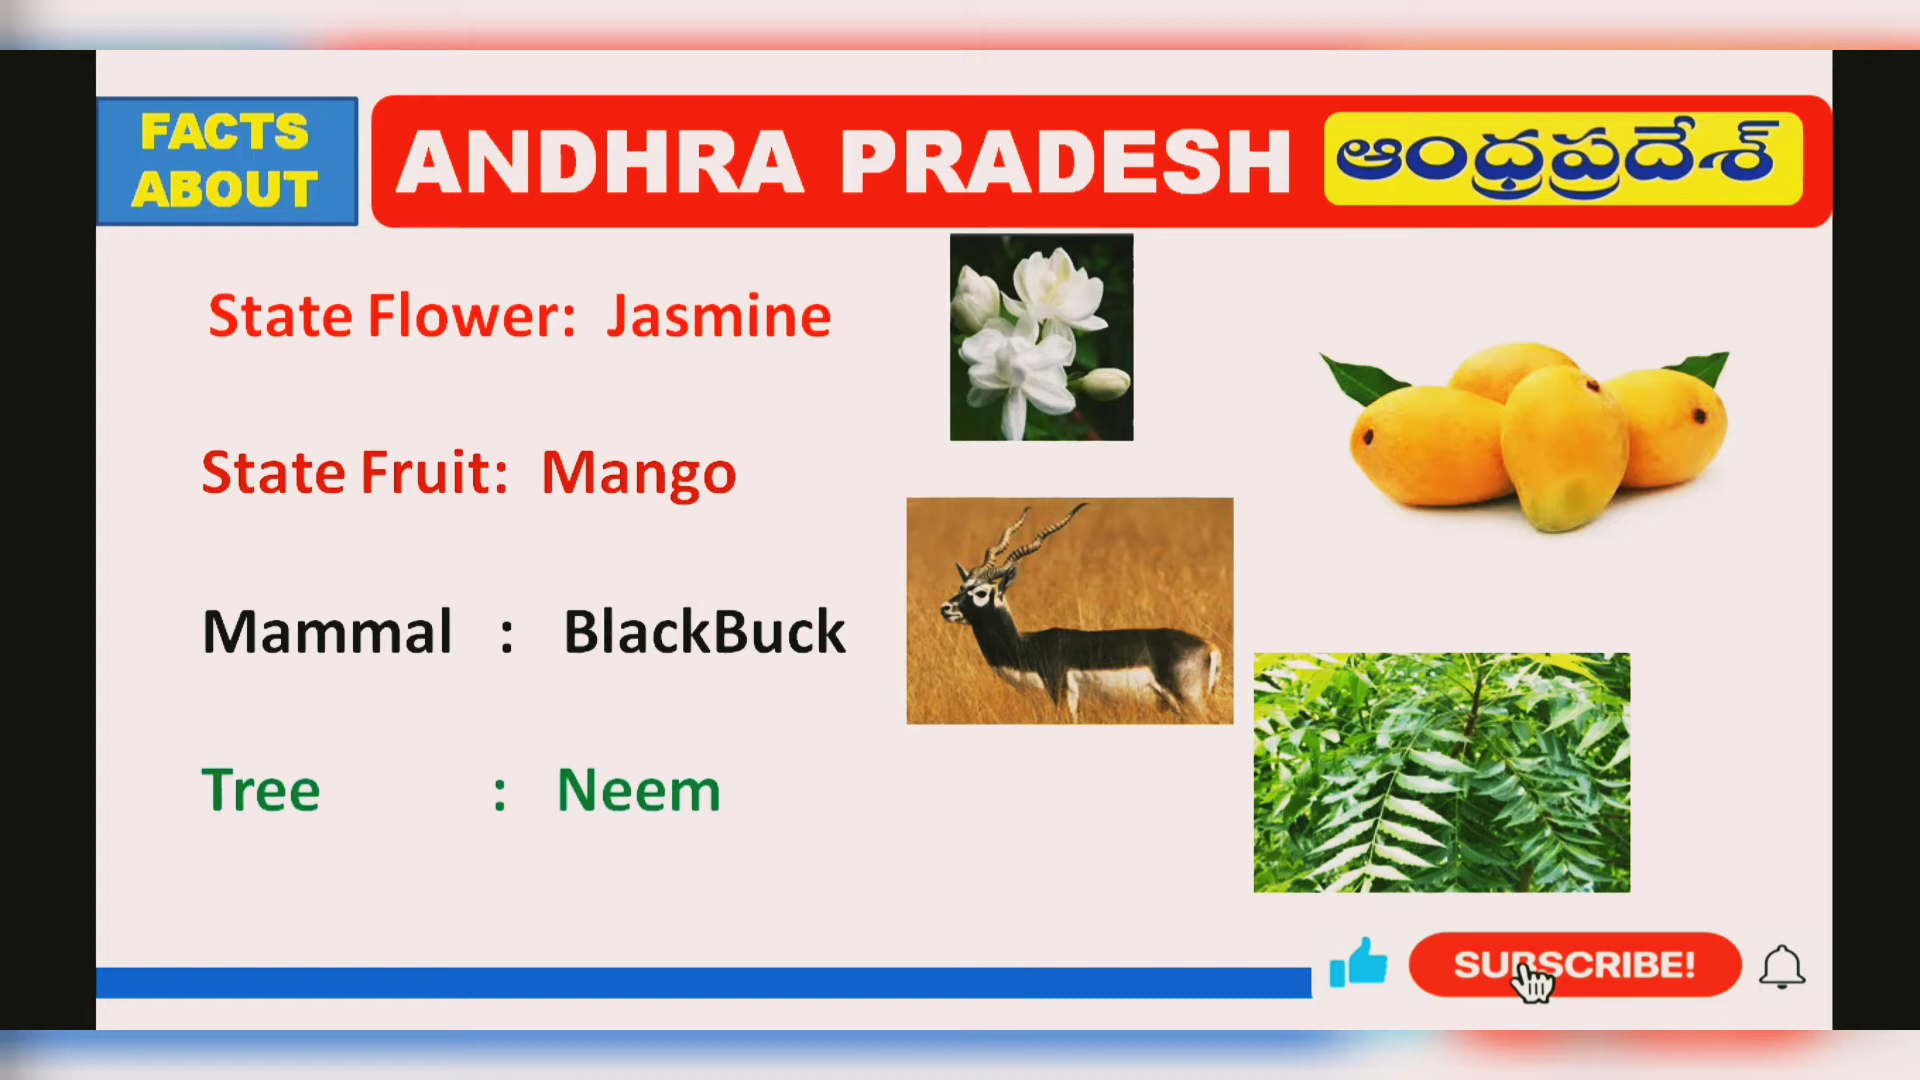 FACTS
ABOUT
ANDHRA PRADESH ఆంధ్రప్రదేశ్
State Flower: Jasmine
State Fruit: Mango
Mammal : BlackBuck
Tree : Neem
SUBSCRIBE!